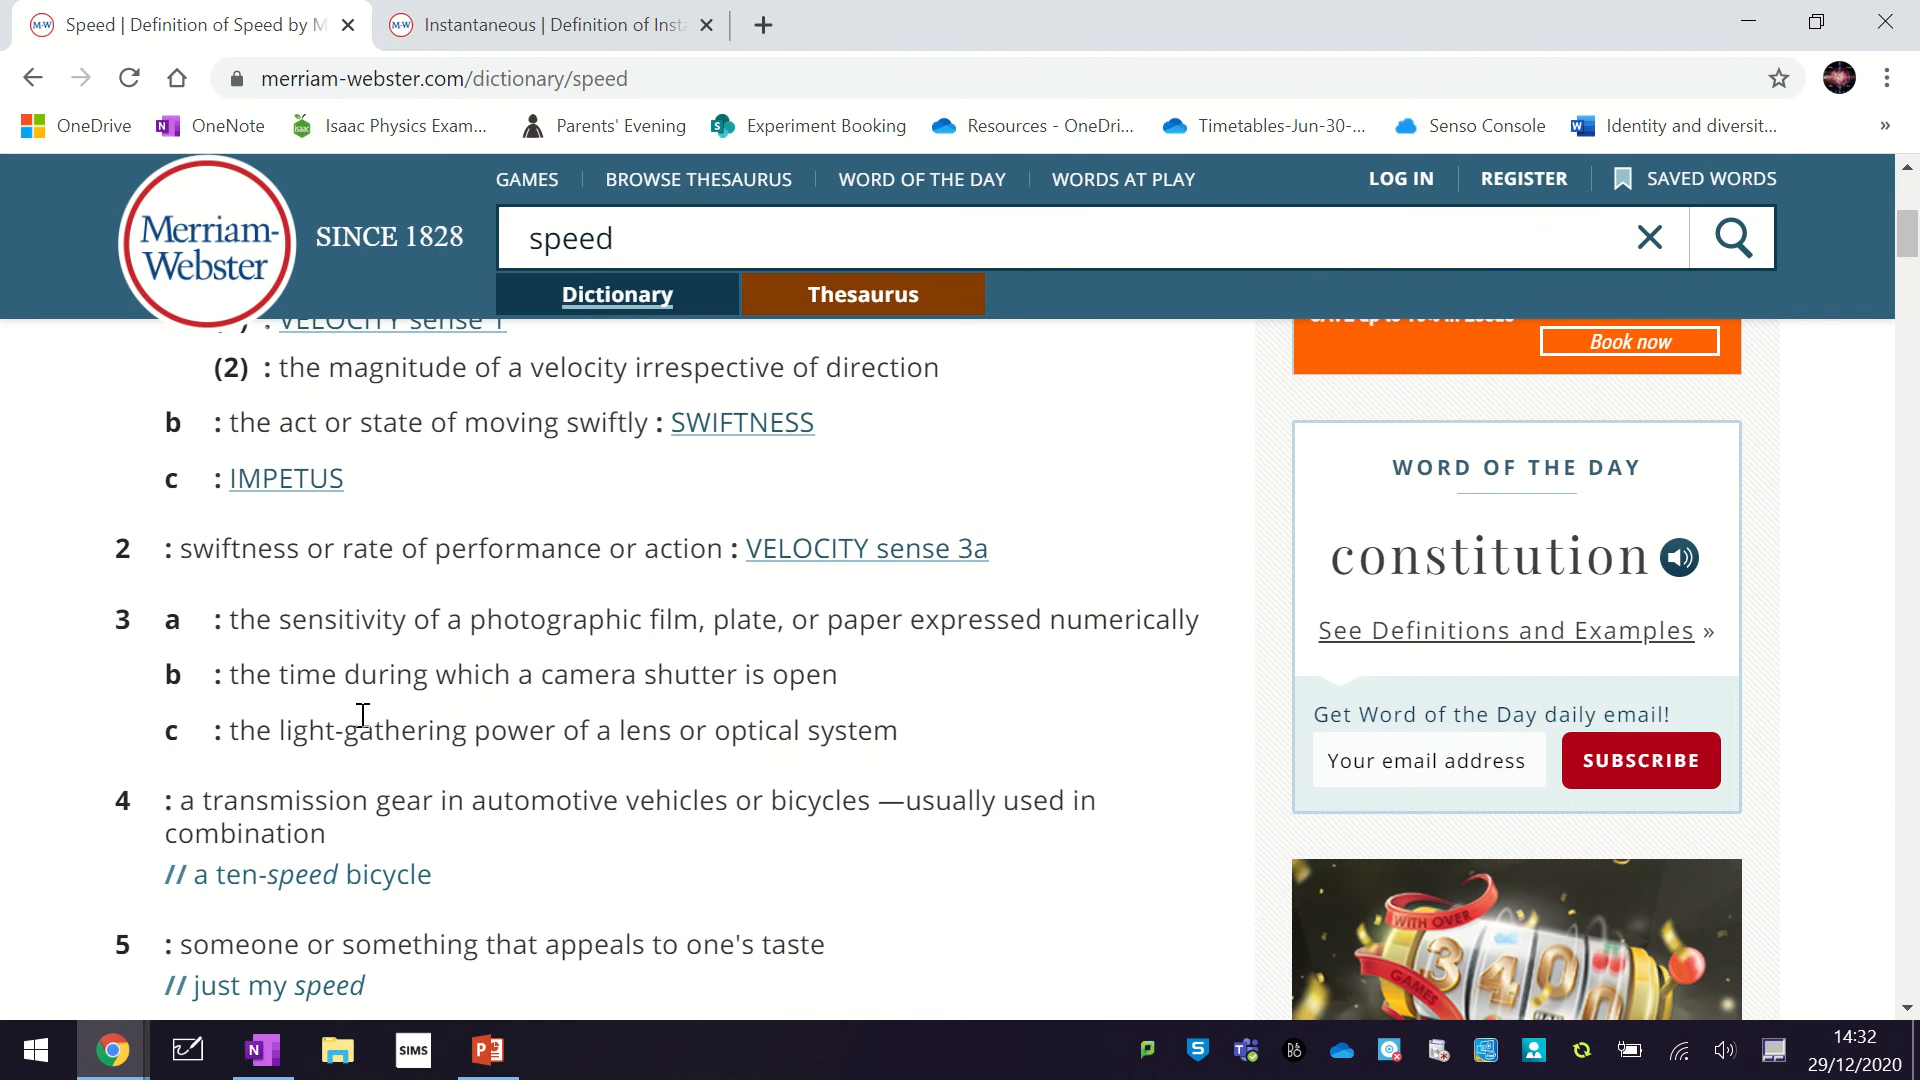 Speed | Definition of Speed by M
Instantaneous | Definition of Inst
merriam-webster.com/dictionary/speed
OneDrive
OneNote
Isaac Physics Exam...
Parents' Evening
Experiment Booking
Resources - OneDri...
Timetables-Jun-30-...
Senso Console
Identity and diversit...
»
GAMES
BROWSE THESAURUS
WORD OF THE DAY
WORDS AT PLAY
LOG IN
REGISTER
SAVED WORDS
Merriam-
Webster
SINCE 1828
speed
Dictionary
Thesaurus
: VELOCITY sense 1
(2) : the magnitude of a velocity irrespective of direction
b : the act or state of moving swiftly : SWIFTNESS
c : IMPETUS
2 : swiftness or rate of performance or action : VELOCITY sense 3a
3 a : the sensitivity of a photographic film, plate, or paper expressed numerically
b : the time during which a camera shutter is open
c : the light-gathering power of a lens or optical system
4 : a transmission gear in automotive vehicles or bicycles —usually used in
combination
// a ten-speed bicycle
5 : someone or something that appeals to one's taste
// just my speed
Book now
WORD OF THE DAY
constitution
See Definitions and Examples »
Get Word of the Day daily email!
Your email address
SUBSCRIBE
WITH OVER
3400
GAMES
SIMS
14:32
29/12/2020